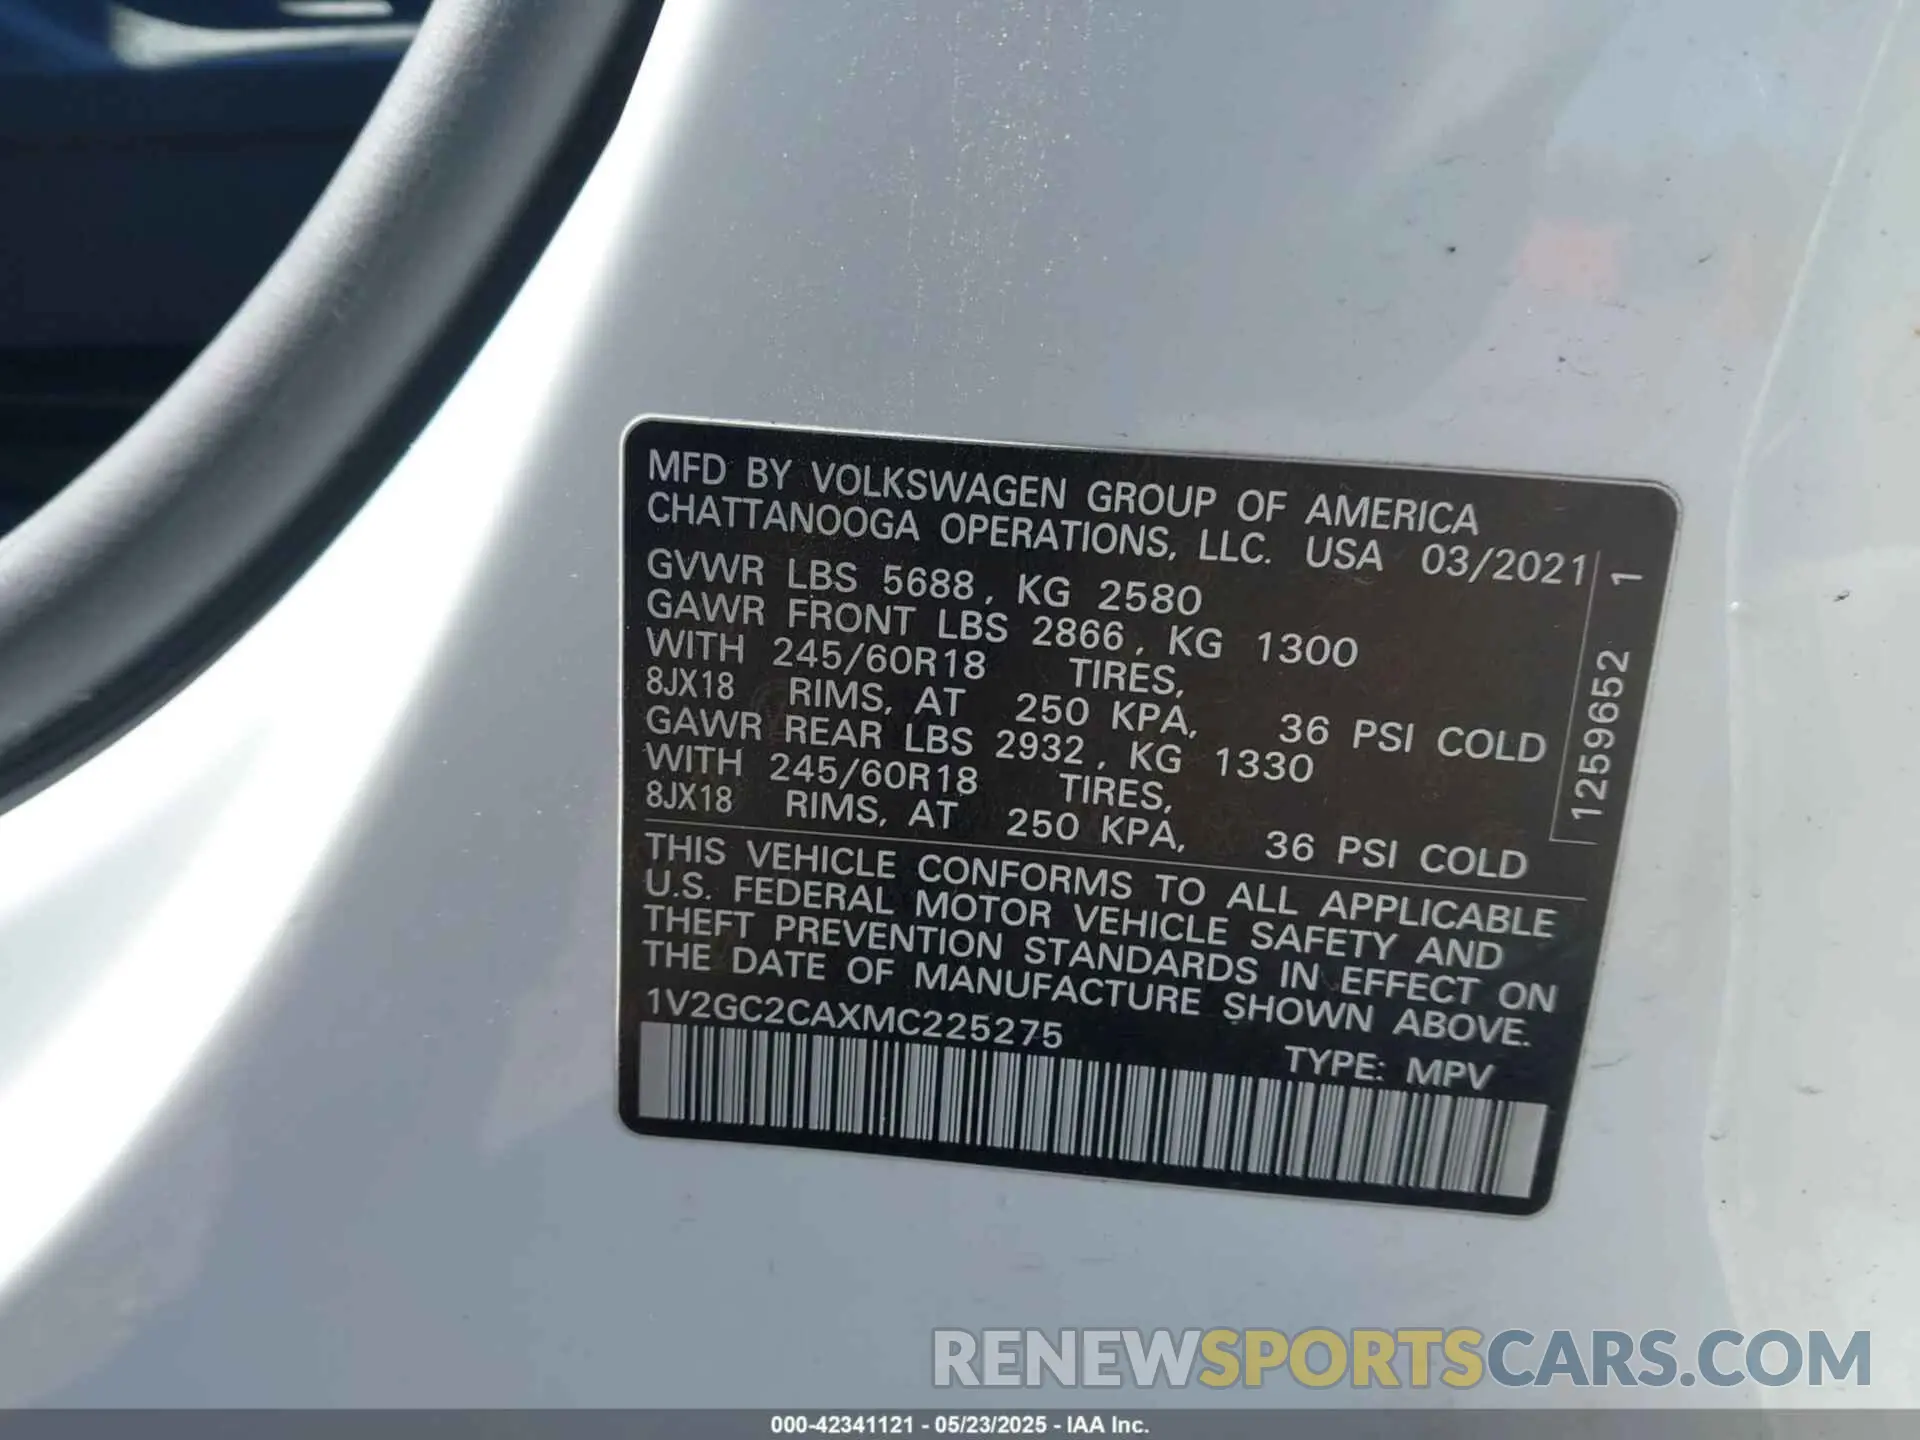 MFD BY VOLKSWAGEN GROUP OF AMERICA
CHATTANOOGA OPERATIONS, LLC. USA 03/2021
GVWR LBS 5688, KG 2580
GAWR FRONT LBS 2866, KG 1300
WITH 245/60R18 TIRES,
8JX18 RIMS, AT 250 KPA, 36 PSI COLD
GAWR REAR LBS 2932, KG 1330
WITH 245/60R18 TIRES,
8JX18 RIMS, AT 250 KPA, 36 PSI COLD
1259652 1
THIS VEHICLE CONFORMS TO ALL APPLICABLE
U.S. FEDERAL MOTOR VEHICLE SAFETY AND
THEFT PREVENTION STANDARDS IN EFFECT ON
THE DATE OF MANUFACTURE SHOWN ABOVE.
1V2GC2CAXMC225275
TYPE: MPV
RENEWSPORTSCARS.COM
000-42341121 - 05/23/2025 - IAA Inc.